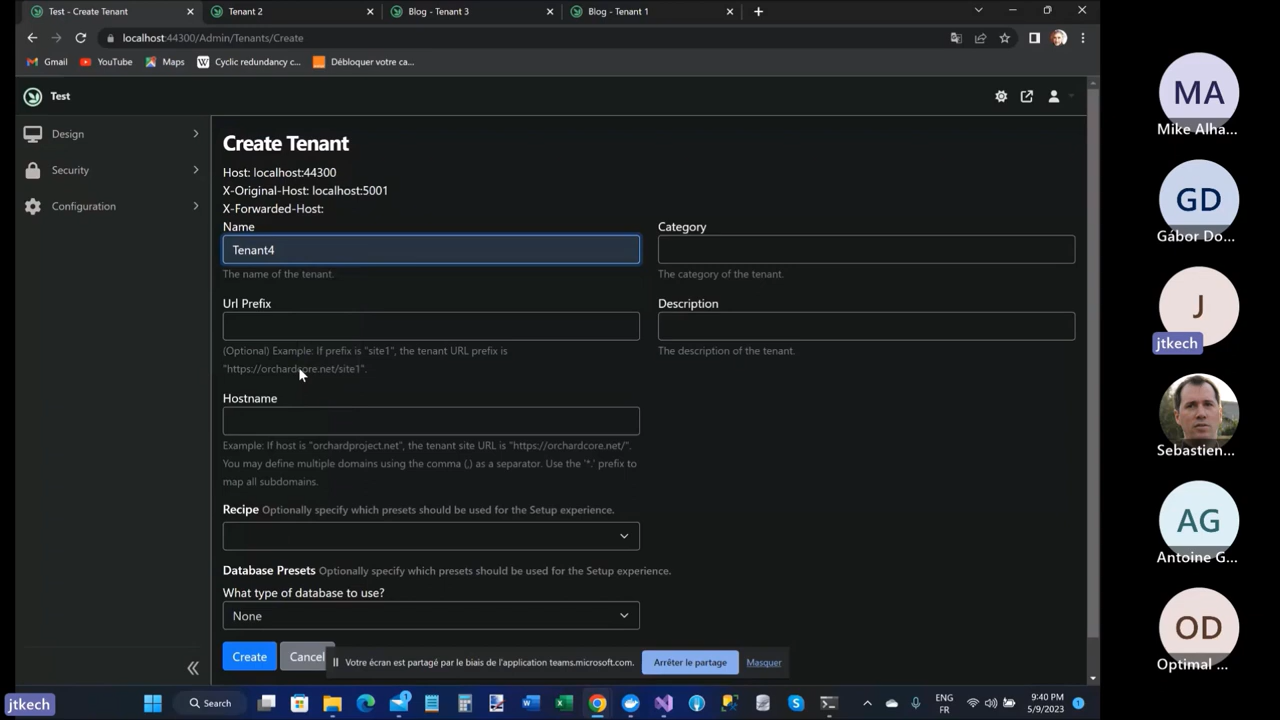 Test - Create Tenant
Tenant 2
Blog - Tenant 3
Blog - Tenant 1
localhost:44300/Admin/Tenants/Create
Gmail
YouTube
Maps
Cyclic redundancy c...
Débloquer votre ca...
Test
Design
Security
Configuration
Create Tenant
Host: localhost:44300
X-Original-Host: localhost:5001
X-Forwarded-Host:
Name
Tenant4
The name of the tenant.
Category
The category of the tenant.
Url Prefix
(Optional) Example: If prefix is "site1", the tenant URL prefix is
"https://orchardcore.net/site1".
Description
The description of the tenant.
Hostname
Example: If host is "orchardproject.net", the tenant site URL is "https://orchardcore.net/".
You may define multiple domains using the comma (,) as a separator. Use the '*.' prefix to
map all subdomains.
Recipe Optionally specify which presets should be used for the Setup experience.
Database Presets Optionally specify which presets should be used for the Setup experience.
What type of database to use?
None
Create
Cancel
Votre écran est partagé par le biais de l'application teams.microsoft.com.
Arrêter le partage
Masquer
jtkech
Search
ENG
FR
9:40 PM
5/9/2023
MA
Mike Alha...
GD
Gábor Do...
J
jtkech
Sebastien...
AG
Antoine G...
OD
Optimal ...